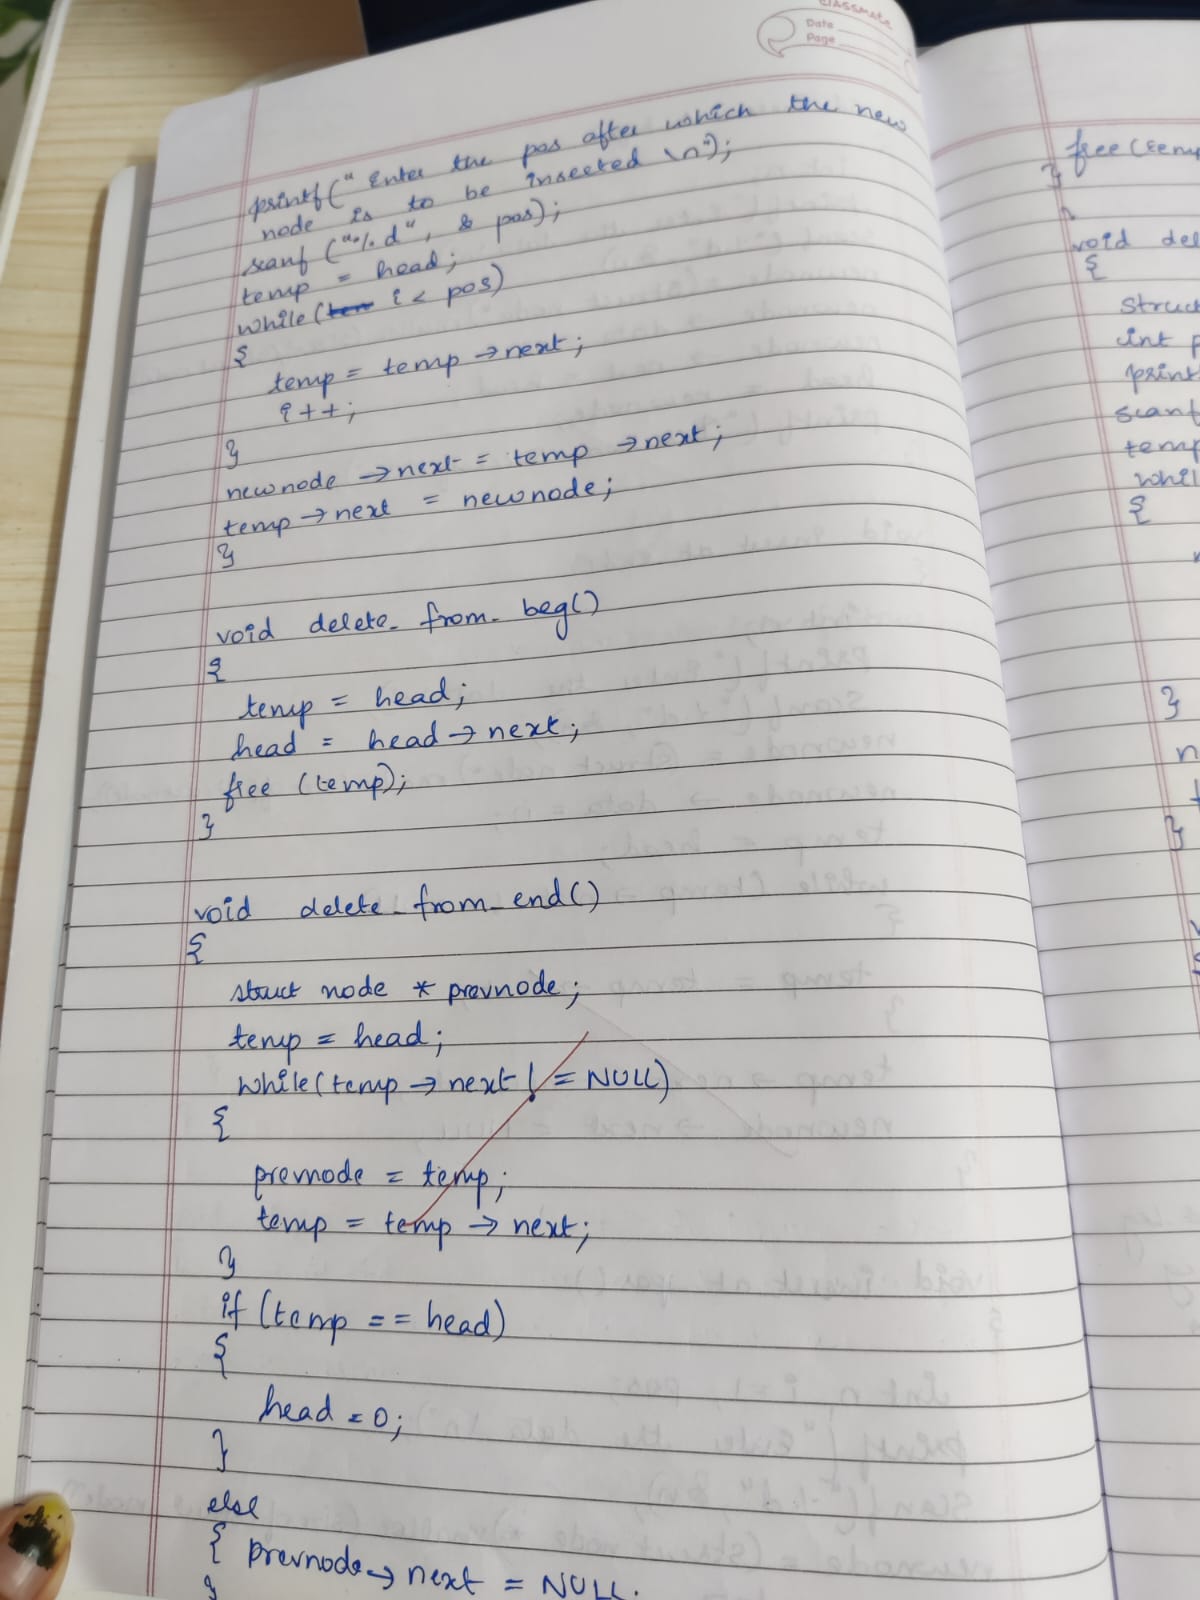 classmate
Date
Page
printf(" Enter the pos after which the new
node is to be inserted \n");
scanf ("%d", & pos);
temp = head;
while( i < pos)
{
temp = temp → next;
i++;
}
newnode → next = temp → next;
temp → next = newnode;
}
void delete_from_beg()
{
temp = head;
head = head → next;
free (temp);
}
void delete_from_end()
{
struct node * prevnode;
temp = head;
while(temp → next != NULL)
{
prevnode = temp;
temp = temp → next;
}
if (temp == head)
{
head = 0;
}
else
{ prevnode → next = NULL.
}
free(temp
}
void del
{
struct
int p
print
scanf
temp
whil
{
}
n
t
}